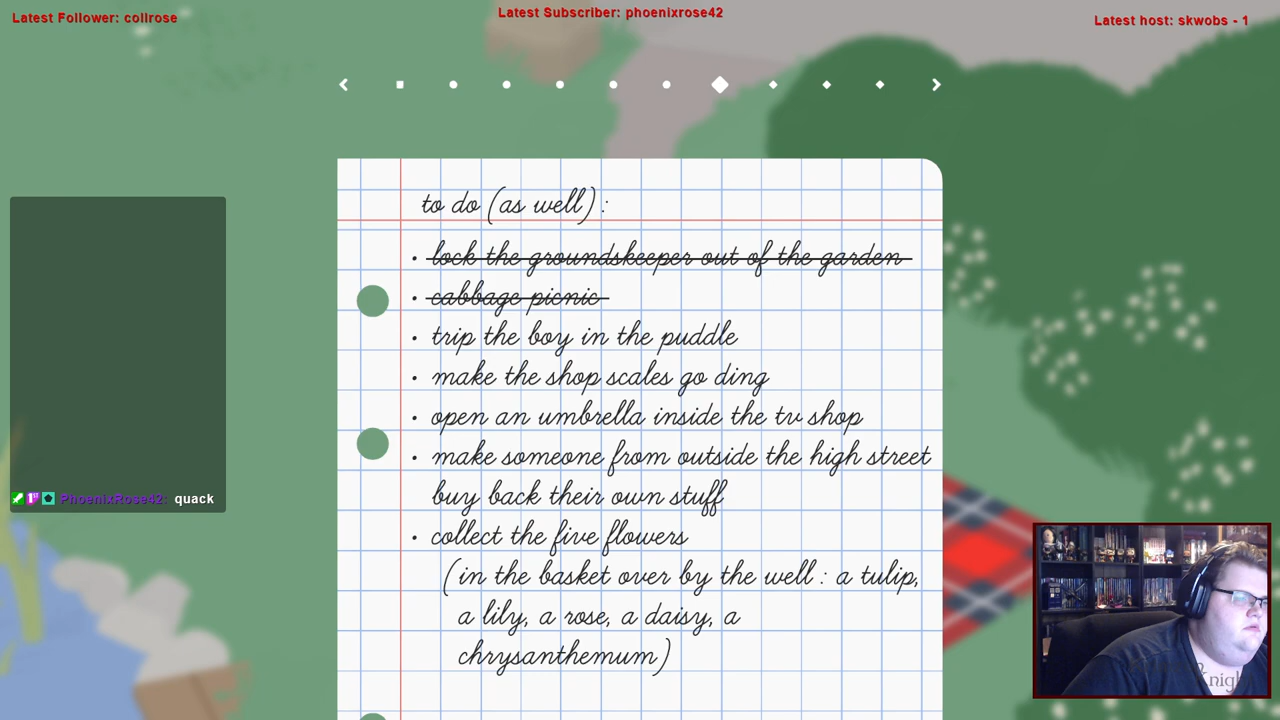 Latest Follower: collrose
Latest Subscriber: phoenixrose42
Latest host: skwobs - 1
to do (as well) :
• lock the groundskeeper out of the garden
• cabbage picnic
• trip the boy in the puddle
• make the shop scales go ding
• open an umbrella inside the tv shop
• make someone from outside the high street
buy back their own stuff
• collect the five flowers
(in the basket over by the well : a tulip,
a lily, a rose, a daisy, a
chrysanthemum)
PhoenixRose42: quack